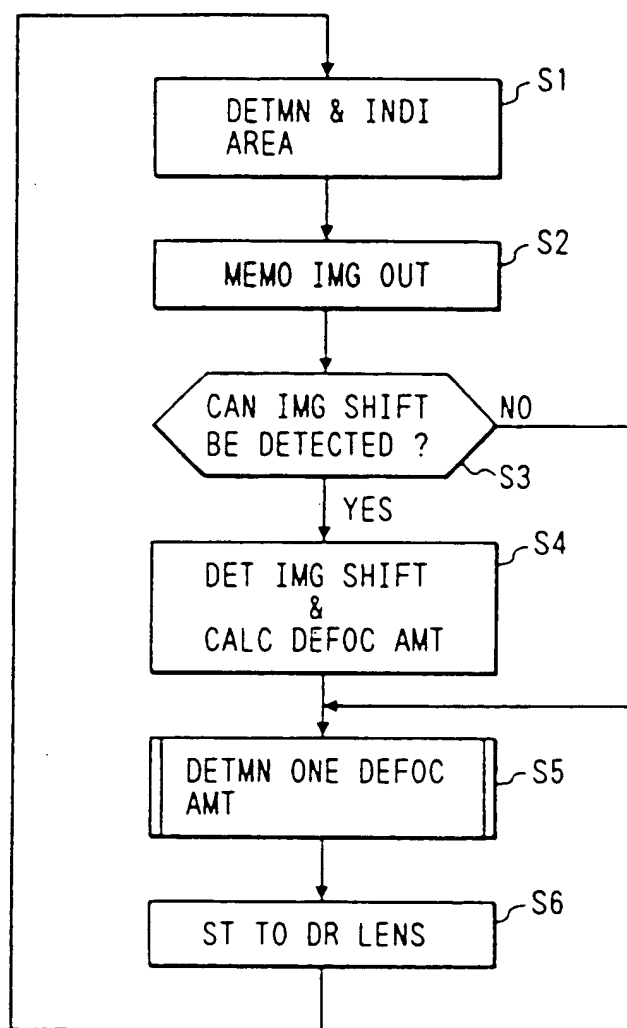 S1
DETMN & INDI
AREA
S2
MEMO IMG OUT
CAN IMG SHIFT
BE DETECTED ?
NO
S3
YES
S4
DET IMG SHIFT
&
CALC DEFOC AMT
DETMN ONE DEFOC
AMT
S5
S6
ST TO DR LENS